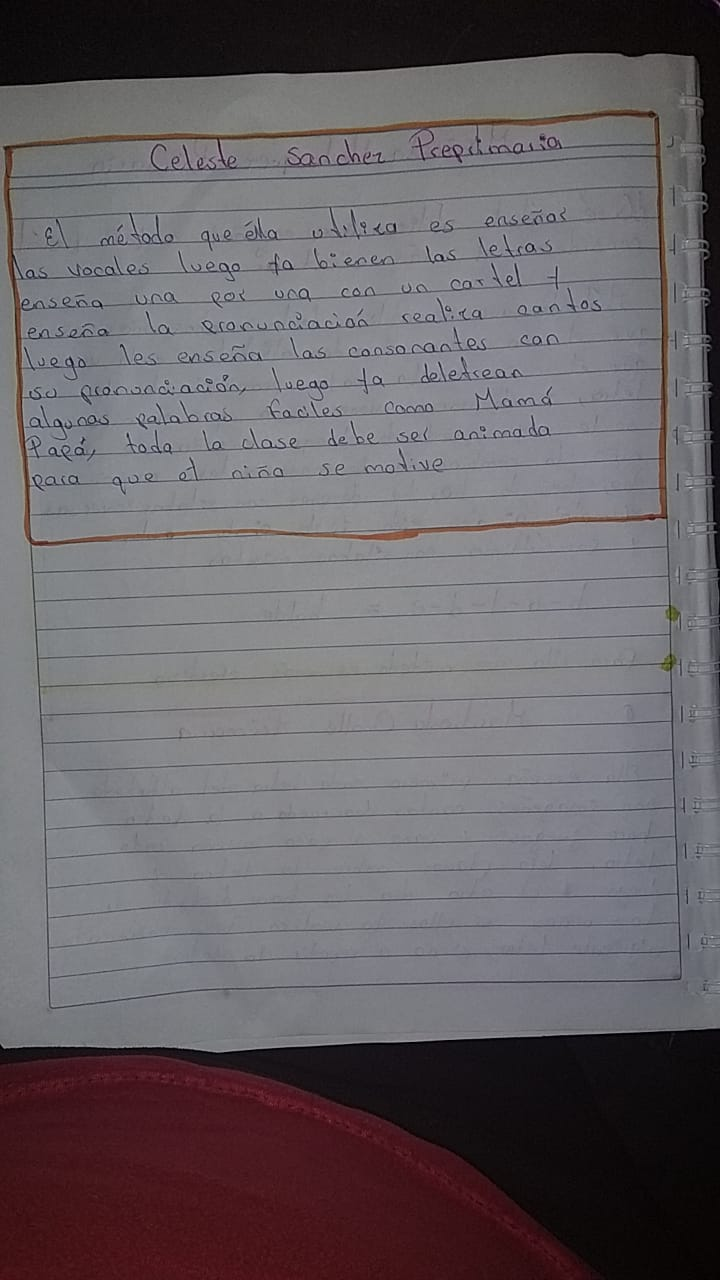 Celeste Sanchez Preprimaria
El método que élla utiliza es enseñar
las vocales luego ya bienen las letras
enseña una por una con un cartel y
enseña la pronunciación realiza cantos
luego les enseña las consonantes con
su prononciación, luego ya deletrean
algunas palabras faciles como Mamá
Papá, toda la clase debe ser animada
para que el niño se motive